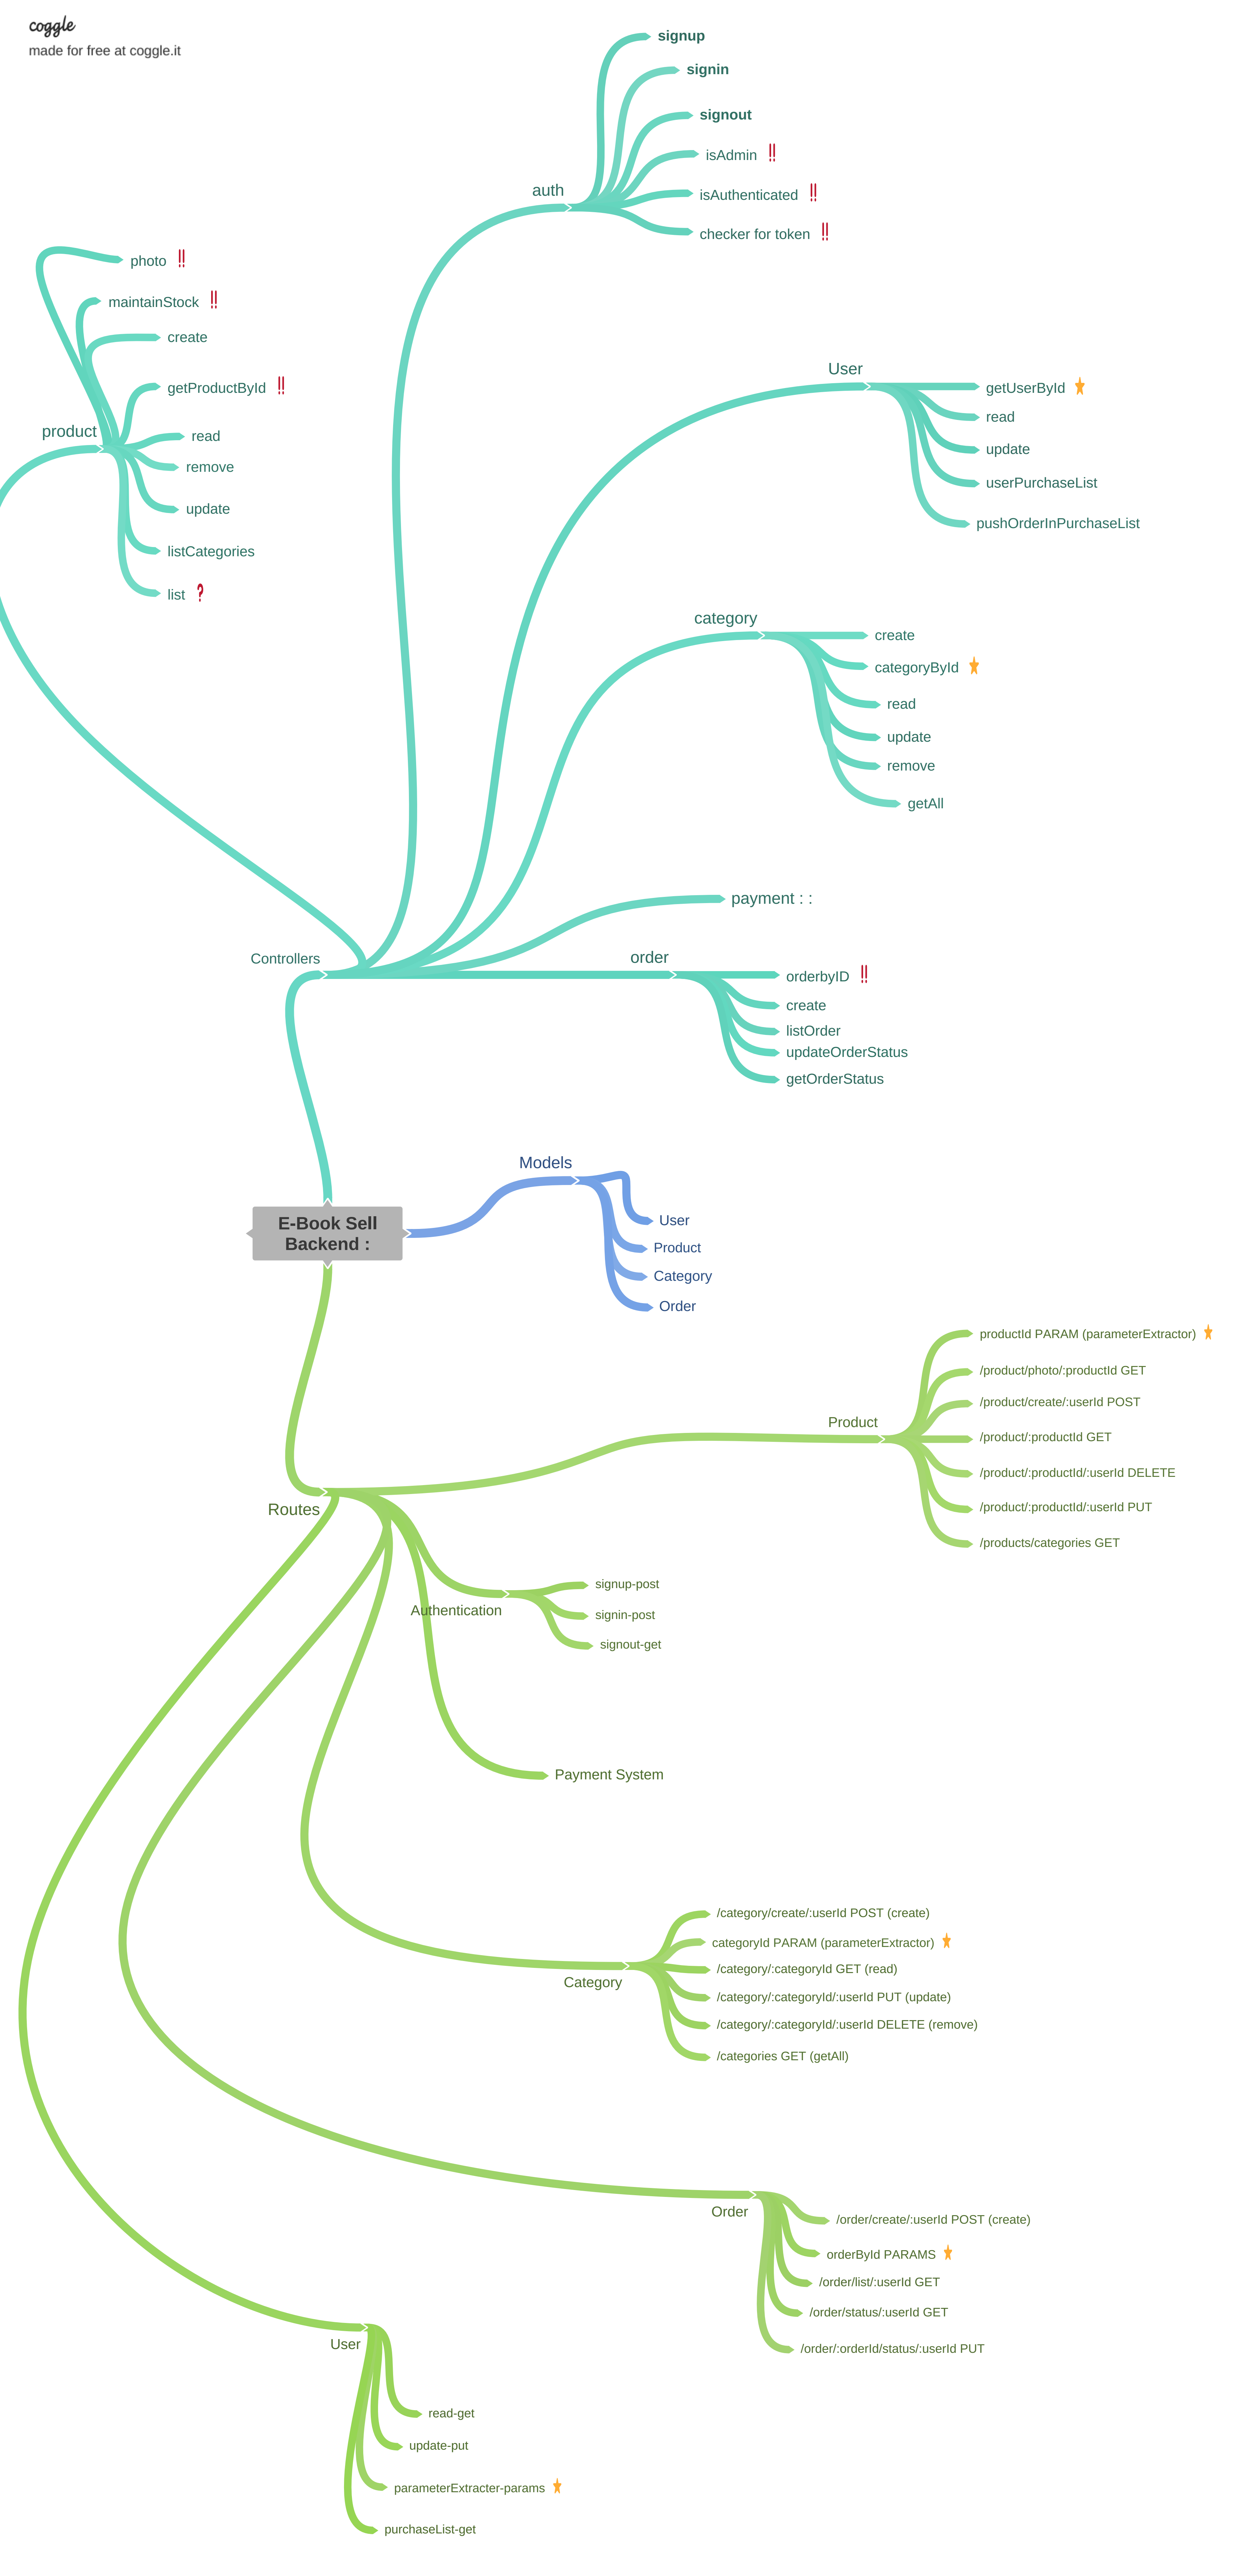 coggle
made for free at coggle.it
signup
signin
signout
isAdmin
isAuthenticated
checker for token
auth
photo
maintainStock
create
getProductById
read
remove
update
listCategories
list
product
User
getUserById
read
update
userPurchaseList
pushOrderInPurchaseList
category
create
categoryById
read
update
remove
getAll
payment : :
Controllers
order
orderbyID
create
listOrder
updateOrderStatus
getOrderStatus
Models
User
Product
Category
Order
E-Book Sell
Backend :
productId PARAM (parameterExtractor)
/product/photo/:productId GET
/product/create/:userId POST
Product
/product/:productId GET
/product/:productId/:userId DELETE
/product/:productId/:userId PUT
/products/categories GET
Routes
Authentication
signup-post
signin-post
signout-get
Payment System
/category/create/:userId POST (create)
categoryId PARAM (parameterExtractor)
/category/:categoryId GET (read)
Category
/category/:categoryId/:userId PUT (update)
/category/:categoryId/:userId DELETE (remove)
/categories GET (getAll)
Order
/order/create/:userId POST (create)
orderById PARAMS
/order/list/:userId GET
/order/status/:userId GET
/order/:orderId/status/:userId PUT
User
read-get
update-put
parameterExtracter-params
purchaseList-get